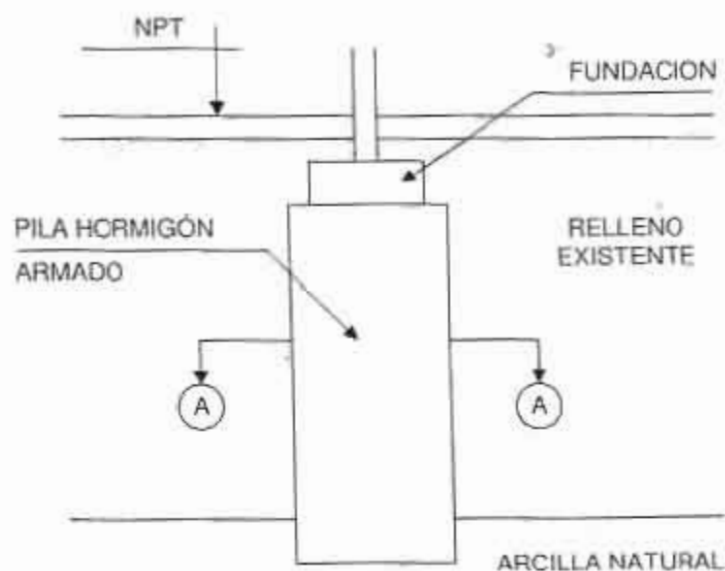 NPT
FUNDACION
PILA HORMIGÓN
ARMADO
RELLENO
EXISTENTE
A
A
ARCILLA NATURAL